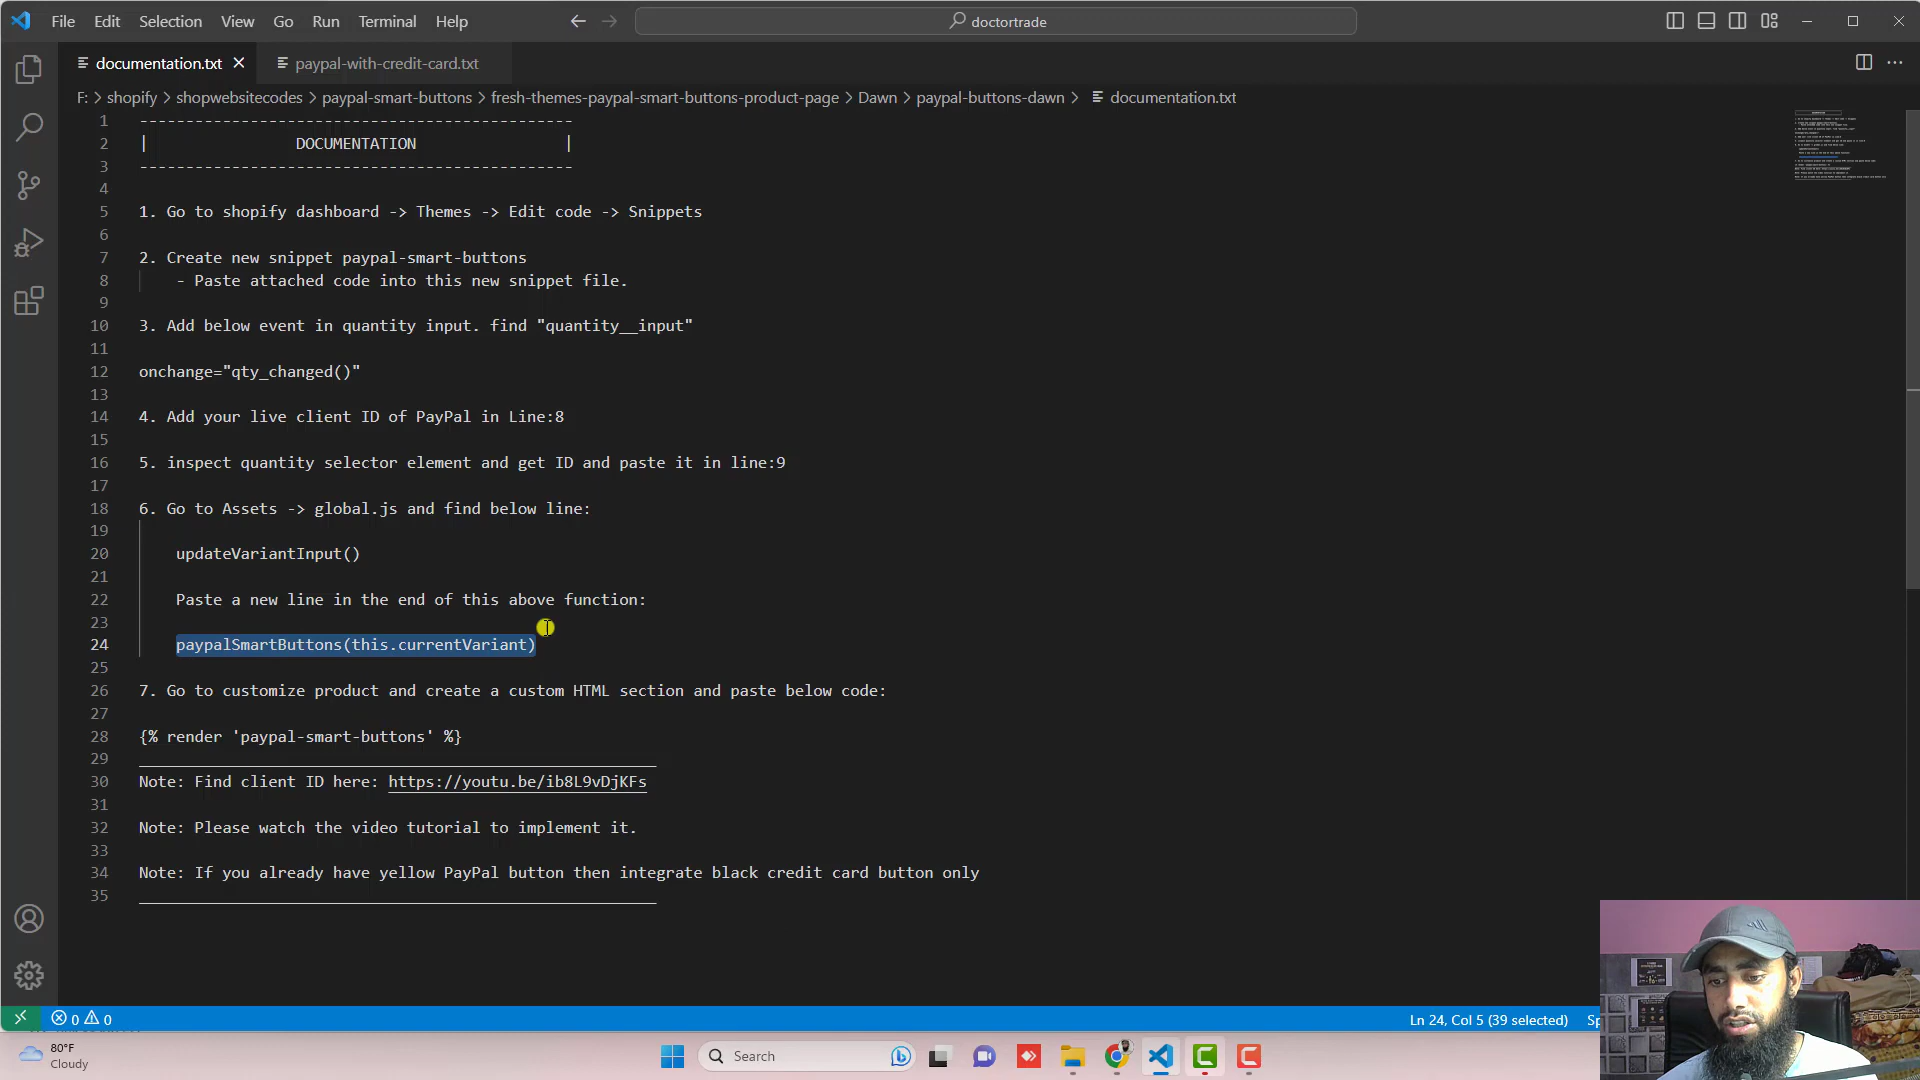 File Edit Selection View Go Run Terminal Help
doctortrade
documentation.txt
paypal-with-credit-card.txt
F: > shopify > shopwebsitecodes > paypal-smart-buttons > fresh-themes-paypal-smart-buttons-product-page > Dawn > paypal-buttons-dawn > documentation.txt
1 -----------------------------------------------
2 | DOCUMENTATION |
3 -----------------------------------------------
4
5 1. Go to shopify dashboard -> Themes -> Edit code -> Snippets
6
7 2. Create new snippet paypal-smart-buttons
8 - Paste attached code into this new snippet file.
9
10 3. Add below event in quantity input. find "quantity__input"
11
12 onchange="qty_changed()"
13
14 4. Add your live client ID of PayPal in Line:8
15
16 5. inspect quantity selector element and get ID and paste it in line:9
17
18 6. Go to Assets -> global.js and find below line:
19
20 updateVariantInput()
21
22 Paste a new line in the end of this above function:
23
24 paypalSmartButtons(this.currentVariant)
25
26 7. Go to customize product and create a custom HTML section and paste below code:
27
28 {% render 'paypal-smart-buttons' %}
29 ________________________________________________________
30 Note: Find client ID here: https://youtu.be/ib8L9vDjKFs
31
32 Note: Please watch the video tutorial to implement it.
33
34 Note: If you already have yellow PayPal button then integrate black credit card button only
35 ________________________________________________________
0 0
Ln 24, Col 5 (39 selected) Sp
80°F
Cloudy
Search